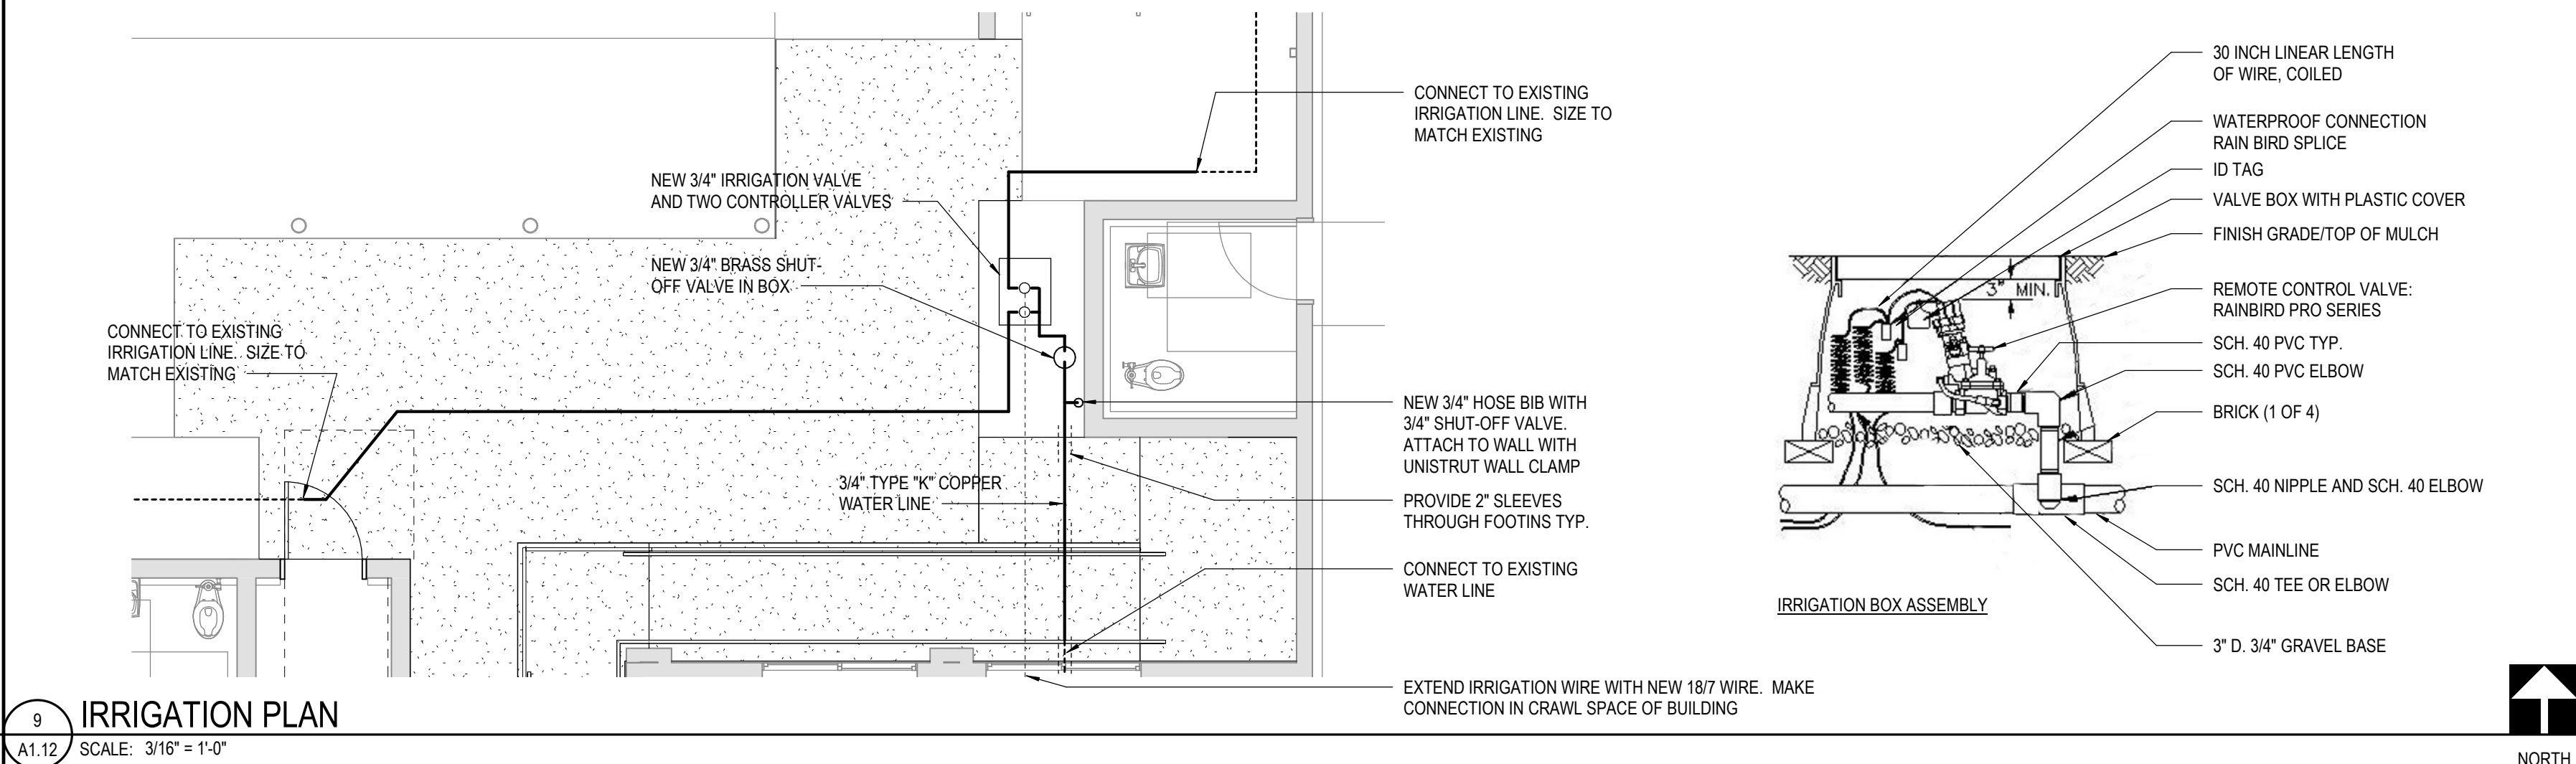 CONNECT TO EXISTING
IRRIGATION LINE.  SIZE TO
MATCH EXISTING
NEW 3/4" IRRIGATION VALVE
AND TWO CONTROLLER VALVES
NEW 3/4" BRASS SHUT-
OFF VALVE IN BOX
CONNECT TO EXISTING
IRRIGATION LINE.  SIZE TO
MATCH EXISTING
3/4" TYPE "K" COPPER
WATER LINE
NEW 3/4" HOSE BIB WITH
3/4" SHUT-OFF VALVE.
ATTACH TO WALL WITH
UNISTRUT WALL CLAMP
PROVIDE 2" SLEEVES
THROUGH FOOTINS TYP.
CONNECT TO EXISTING
WATER LINE
EXTEND IRRIGATION WIRE WITH NEW 18/7 WIRE.  MAKE
CONNECTION IN CRAWL SPACE OF BUILDING
30 INCH LINEAR LENGTH
OF WIRE, COILED
WATERPROOF CONNECTION
RAIN BIRD SPLICE
ID TAG
VALVE BOX WITH PLASTIC COVER
FINISH GRADE/TOP OF MULCH
3" MIN.
REMOTE CONTROL VALVE:
RAINBIRD PRO SERIES
SCH. 40 PVC TYP.
SCH. 40 PVC ELBOW
BRICK (1 OF 4)
SCH. 40 NIPPLE AND SCH. 40 ELBOW
PVC MAINLINE
SCH. 40 TEE OR ELBOW
3" D. 3/4" GRAVEL BASE
IRRIGATION BOX ASSEMBLY
9
A1.12
IRRIGATION PLAN
SCALE:  3/16" = 1'-0"
NORTH